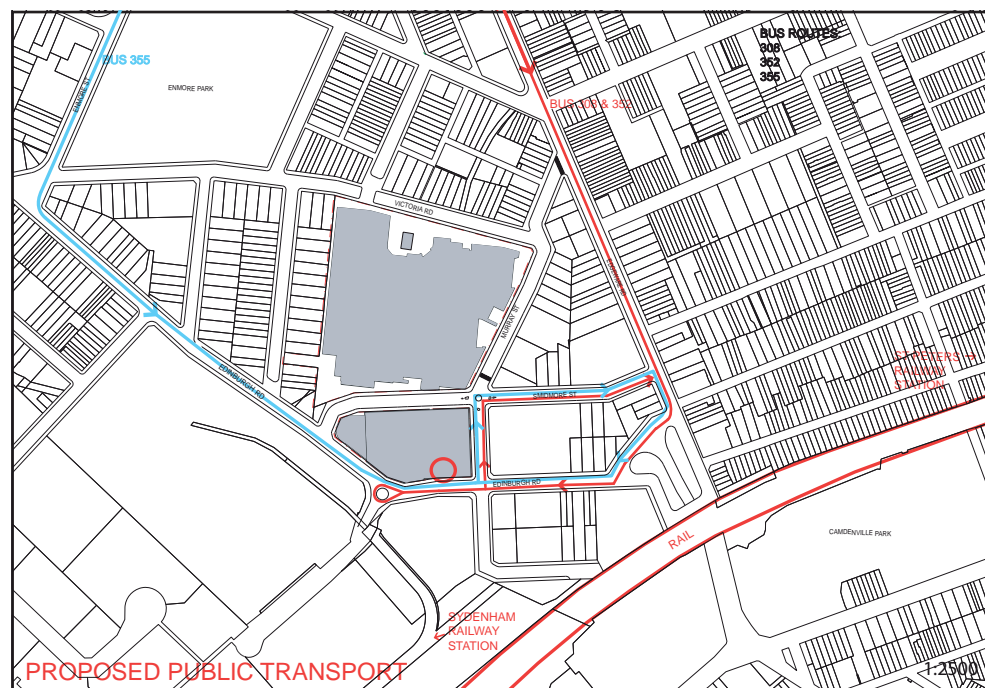 BUS ROUTES:
308
352
355
BUS 355
ENMORE PARK
BUS 308 & 352
VICTORIA RD
MURRAY ST
EDINBURGH RD
SMIDMORE ST
EDINBURGH RD
ST PETERS →
RAILWAY
STATION
RAIL
CAMDENVILLE PARK
SYDENHAM
RAILWAY
STATION
PROPOSED PUBLIC TRANSPORT
1:2500